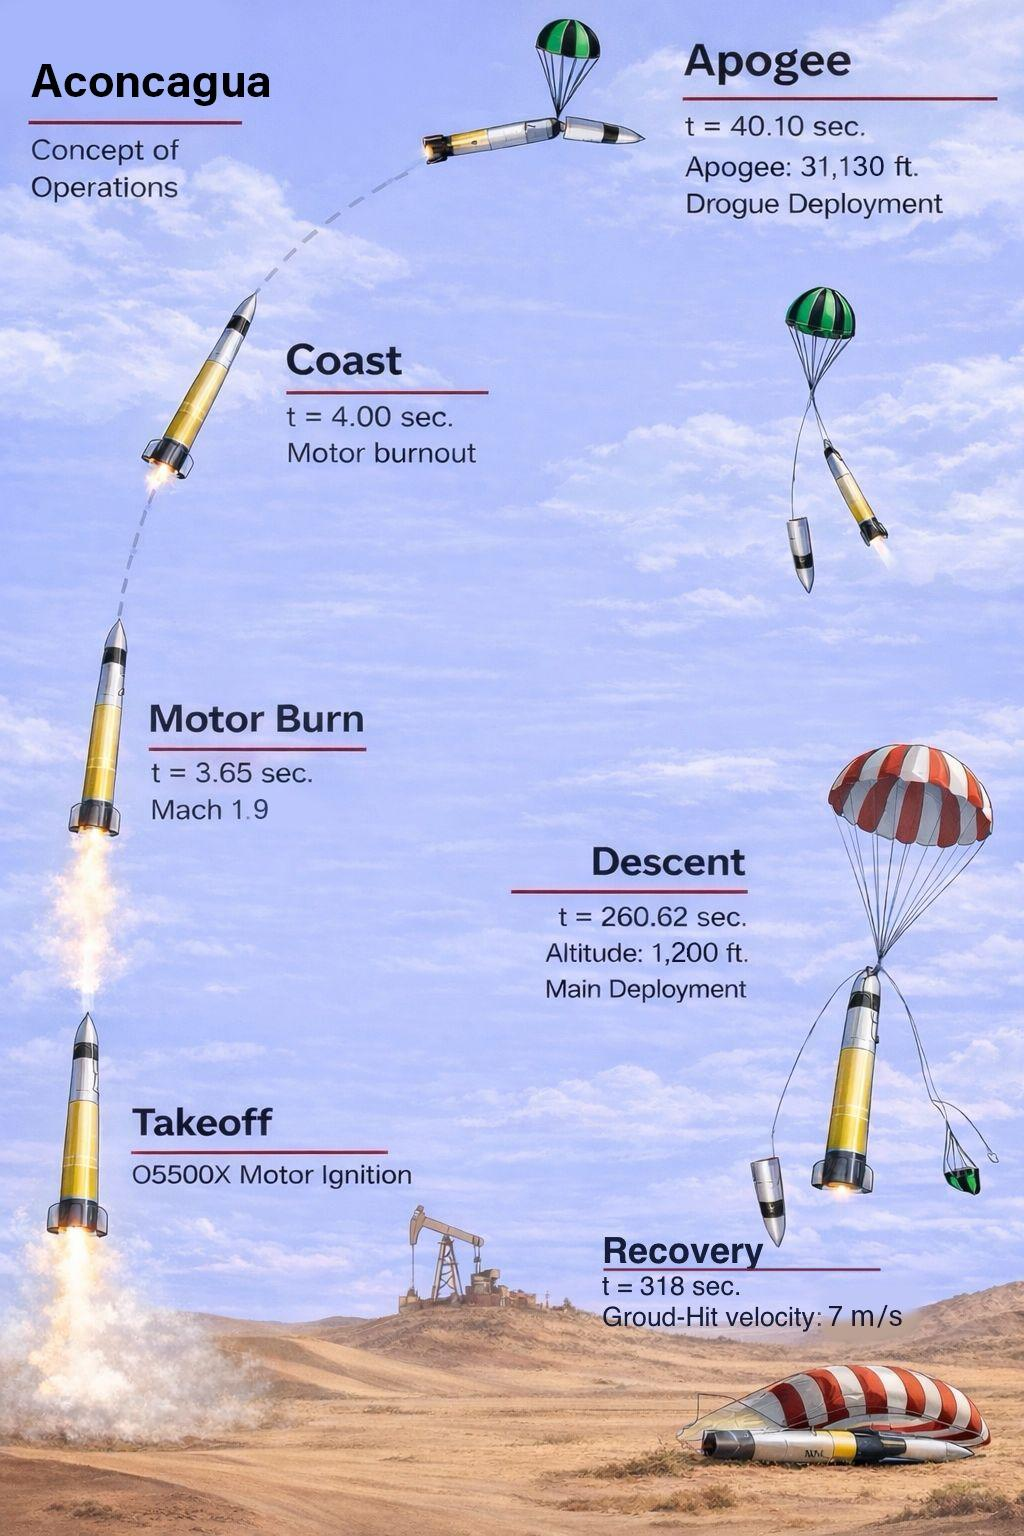 Aconcagua
Concept of
Operations
Apogee
t = 40.10 sec.
Apogee: 31,130 ft.
Drogue Deployment
Coast
t = 4.00 sec.
Motor burnout
Motor Burn
t = 3.65 sec.
Mach 1.9
Descent
t = 260.62 sec.
Altitude: 1,200 ft.
Main Deployment
Takeoff
O5500X Motor Ignition
Recovery
t = 318 sec.
Groud-Hit velocity: 7 m/s